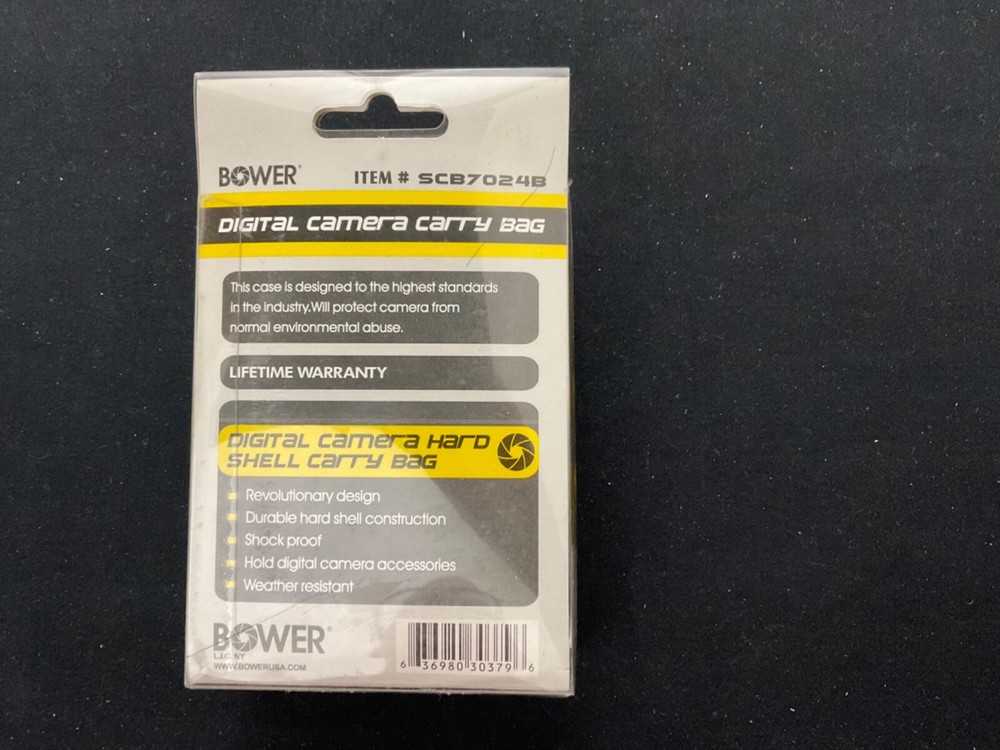 BOWER®
ITEM # SCB7024B
DIGITAL CAMERA CARRY BAG
This case is designed to the highest standards
in the industry.Will protect camera from
normal environmental abuse.
LIFETIME WARRANTY
DIGITAL CAMERA HARD
SHELL CARRY BAG
Revolutionary design
Durable hard shell construction
Shock proof
Hold digital camera accessories
Weather resistant
BOWER®
L.I.C. NY
WWW.BOWERUSA.COM
6 36980 30379 6